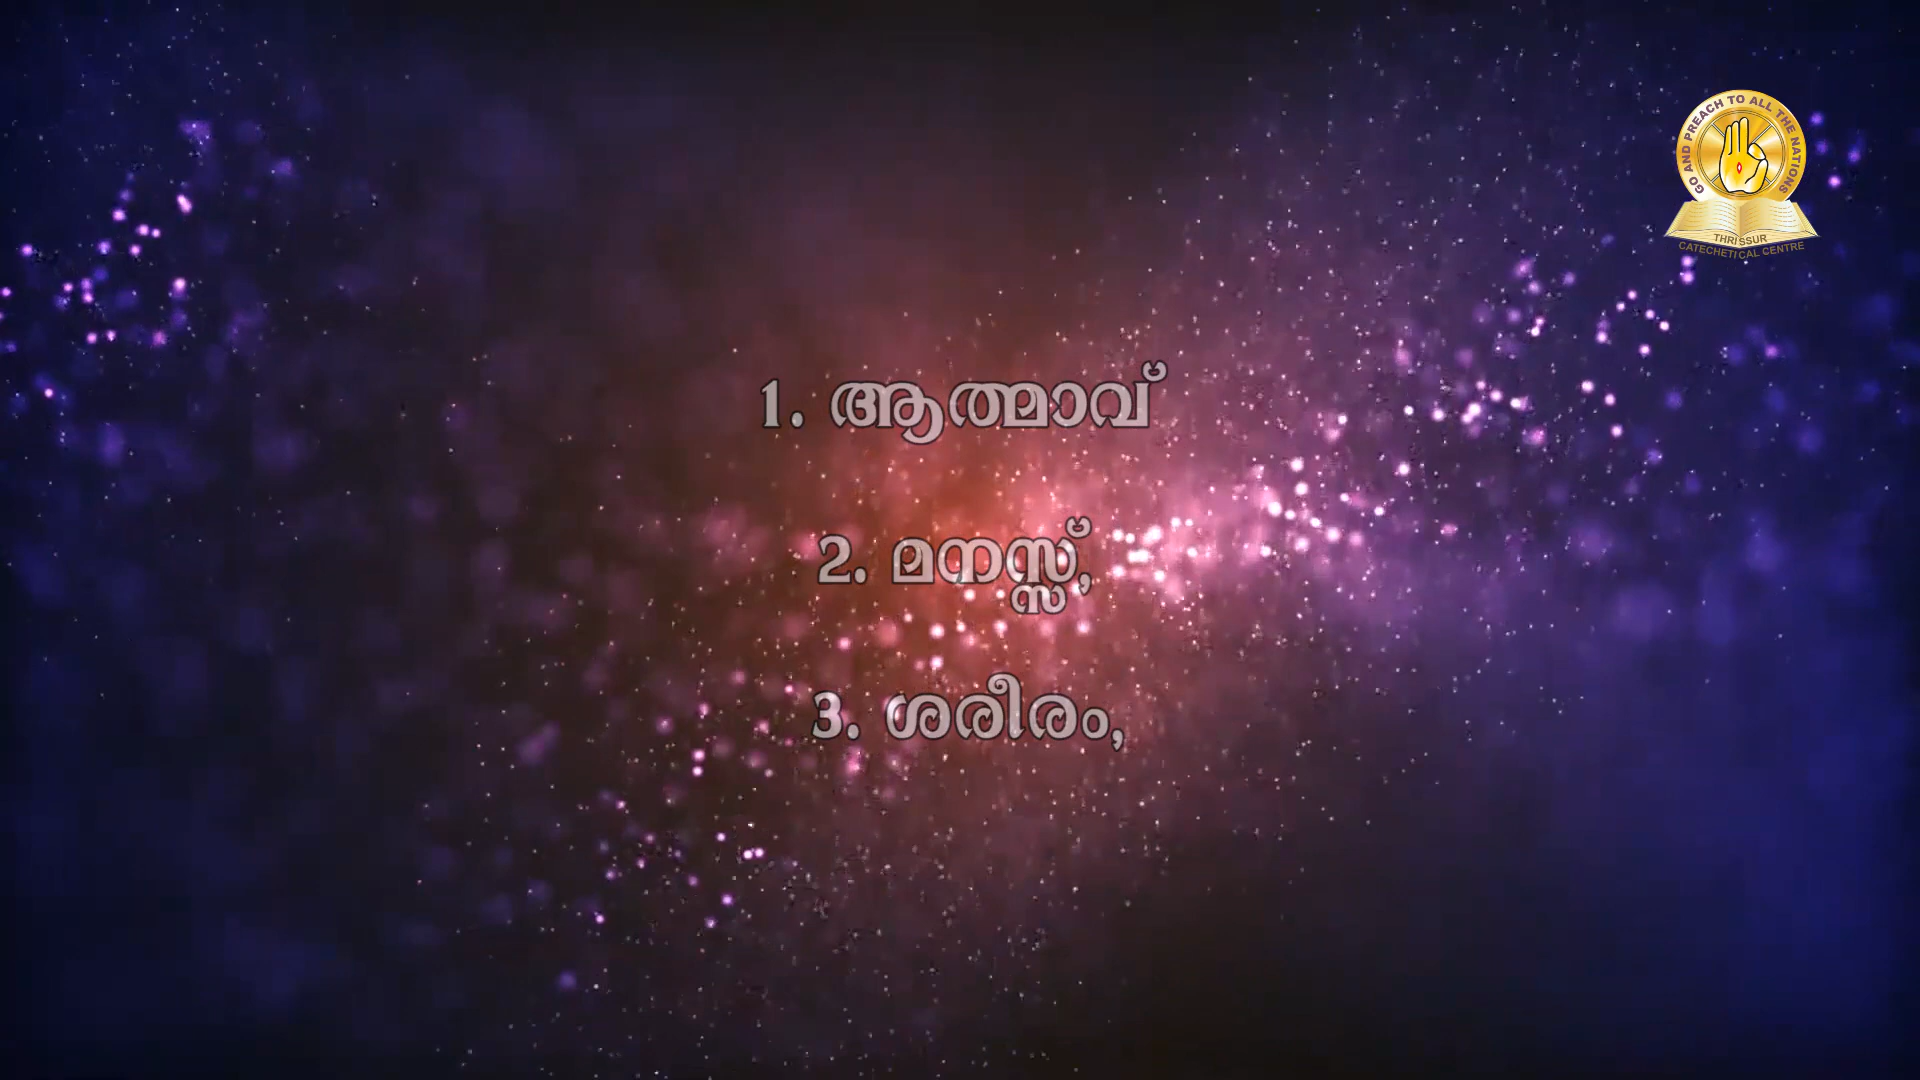 GO AND PREACH TO ALL THE NATIONS
THRISSUR
CATECHETICAL CENTRE
1. ആത്മാവ്
2. മനസ്സ്,
3. ശരീരം,